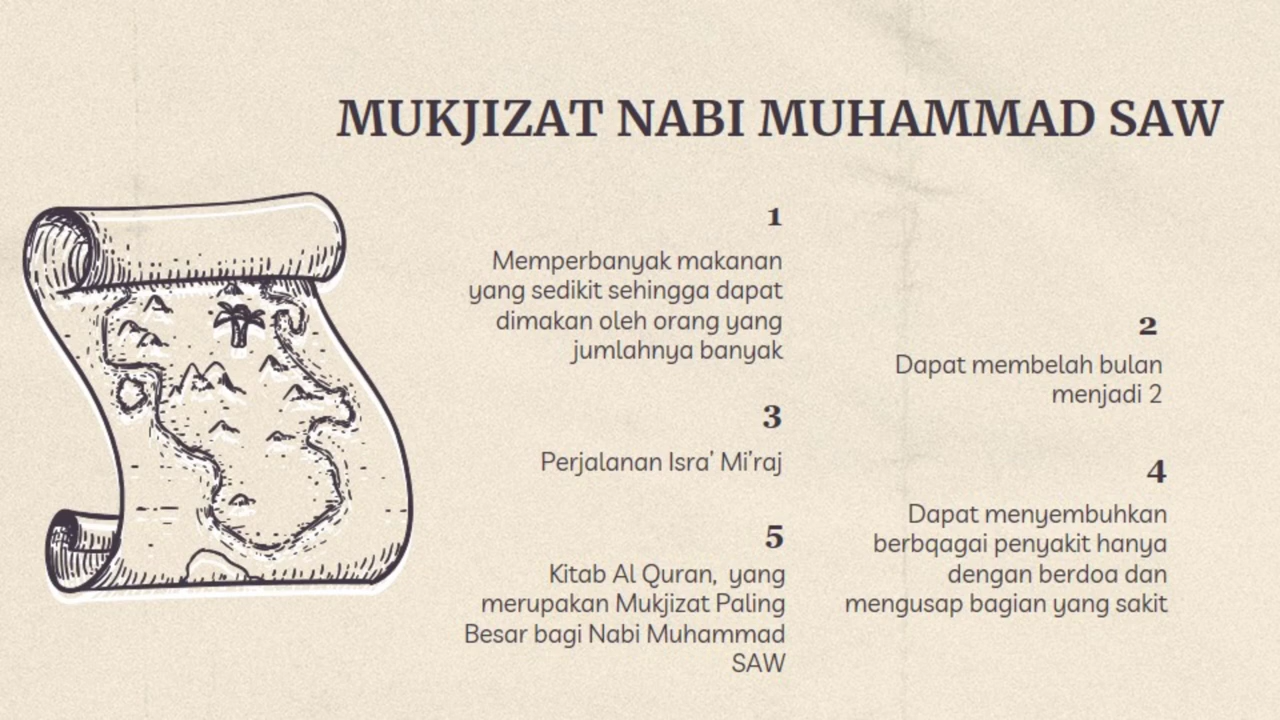 MUKJIZAT NABI MUHAMMAD SAW
1
Memperbanyak makanan
yang sedikit sehingga dapat
dimakan oleh orang yang
jumlahnya banyak
2
Dapat membelah bulan
menjadi 2
3
Perjalanan Isra’ Mi’raj
4
Dapat menyembuhkan
berbqagai penyakit hanya
dengan berdoa dan
mengusap bagian yang sakit
5
Kitab Al Quran,  yang
merupakan Mukjizat Paling
Besar bagi Nabi Muhammad
SAW